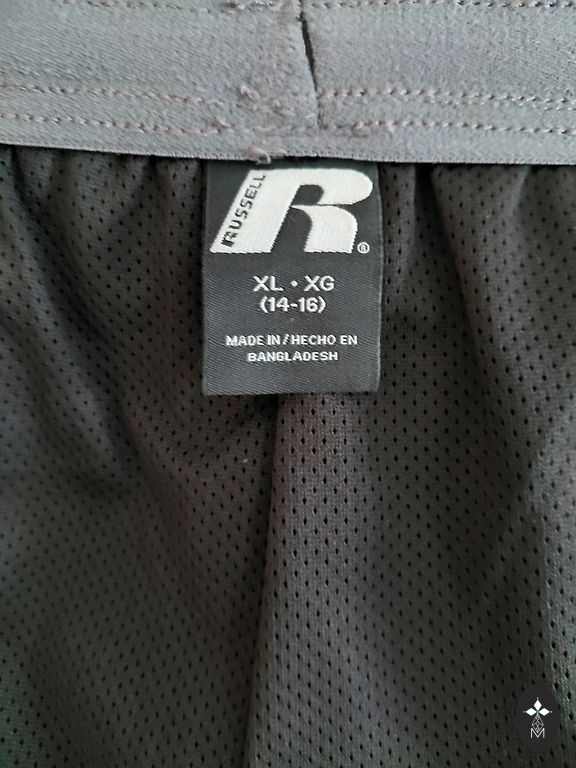 RUSSELL
R®
XL • XG
(14-16)
MADE IN/HECHO EN
BANGLADESH
M